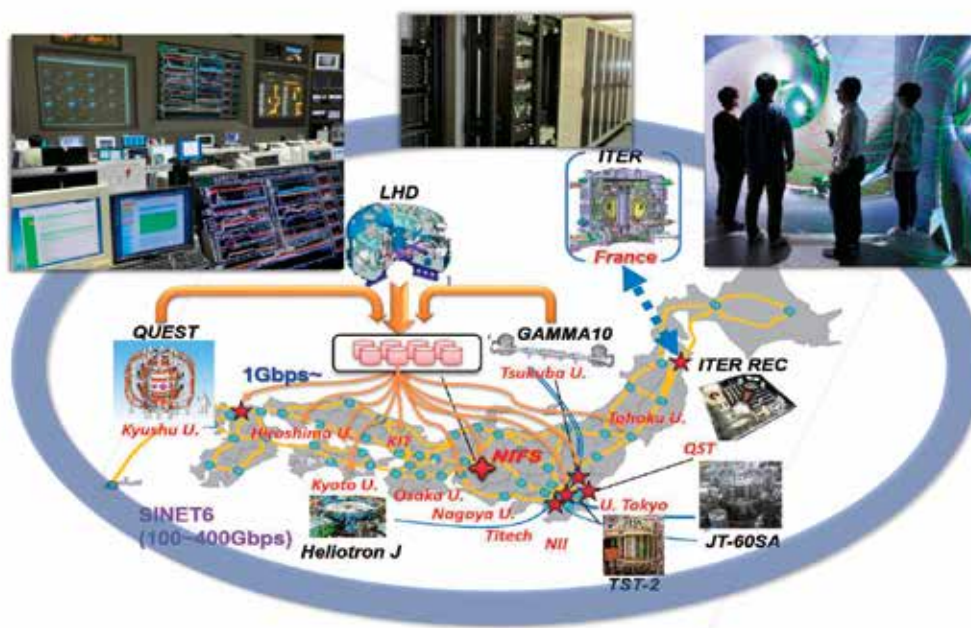 ITER
LHD
France
QUEST
GAMMA10
Tsukuba U.
ITER REC
1Gbps~
Kyushu U.
Hiroshima U.
KIT
Tohoku U.
NIFS
QST
Kyoto U.
Osaka U.
Nagoya U.
U. Tokyo
SINET6
(100~400Gbps)
Heliotron J
Titech
NII
JT-60SA
TST-2